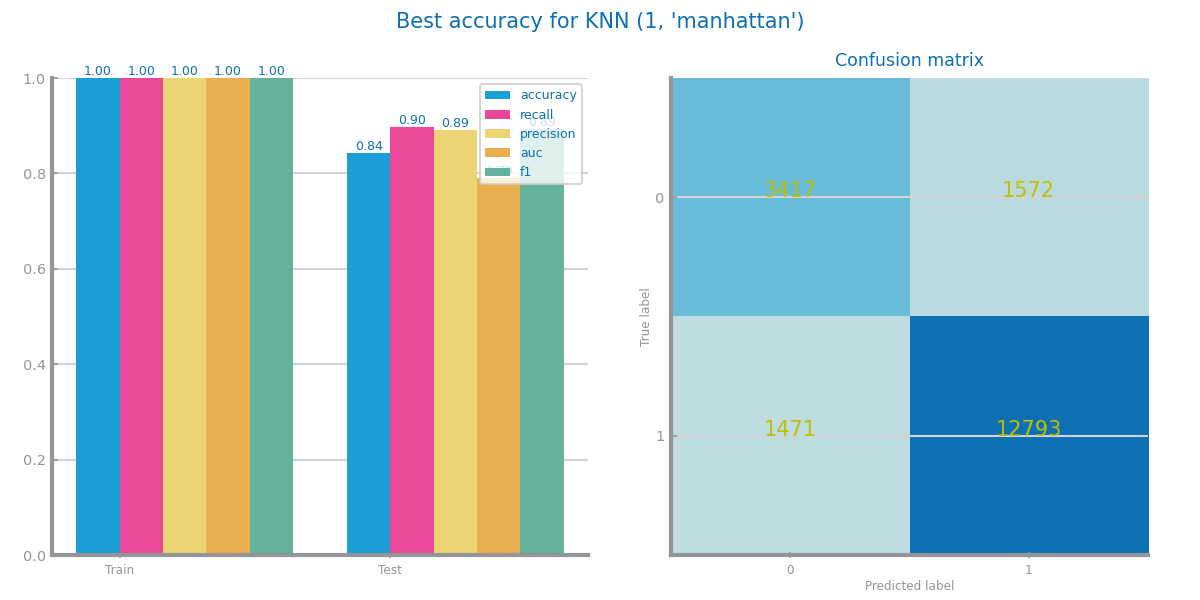 Best accuracy for KNN (1, 'manhattan')
1.00 1.00 1.00 1.00 1.00
0.84 0.90 0.89 0.89
accuracy
recall
precision
auc
f1
1.0
0.8
0.6
0.4
0.2
0.0
Train Test
Confusion matrix
True label
0
1
3417 1572
1471 12793
0 1
Predicted label